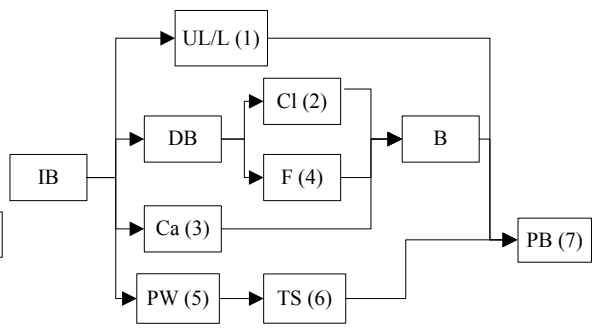 UL/L (1)
Cl (2)
DB
B
IB
F (4)
Ca (3)
PB (7)
PW (5)
TS (6)